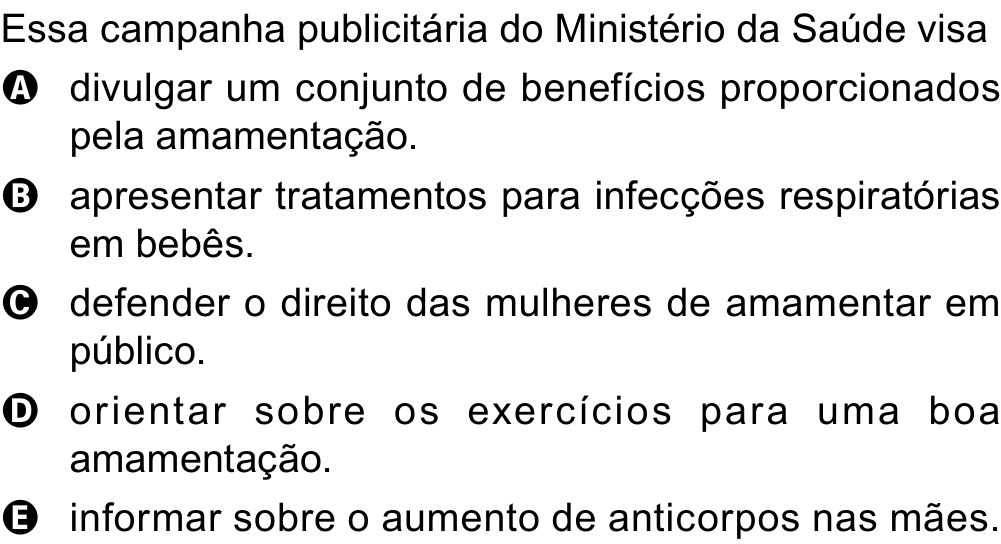 Essa campanha publicitária do Ministério da Saúde visa
A divulgar um conjunto de benefícios proporcionados
pela amamentação.
B apresentar tratamentos para infecções respiratórias
em bebês.
C defender o direito das mulheres de amamentar em
público.
D orientar sobre os exercícios para uma boa
amamentação.
E informar sobre o aumento de anticorpos nas mães.